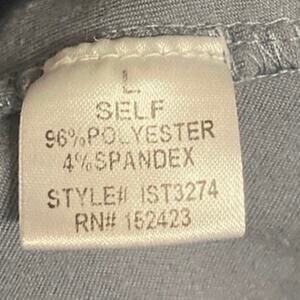 L
SELF
96%POLYESTER
4%SPANDEX
STYLE# IST3274
RN# 152423